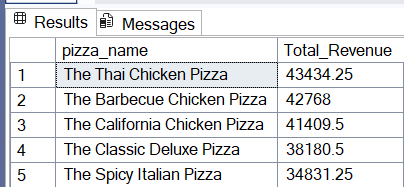 Results Messages
pizza_name Total_Revenue
1 The Thai Chicken Pizza 43434.25
2 The Barbecue Chicken Pizza 42768
3 The California Chicken Pizza 41409.5
4 The Classic Deluxe Pizza 38180.5
5 The Spicy Italian Pizza 34831.25